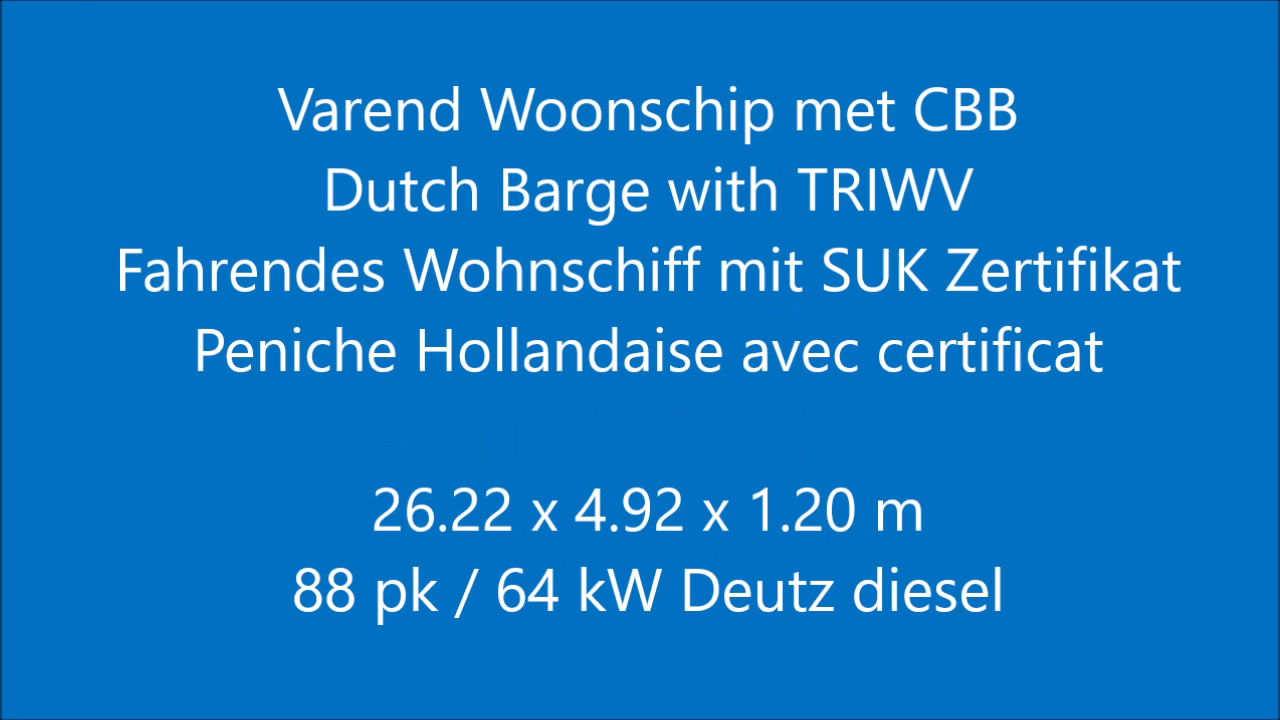 Varend Woonschip met CBB
Dutch Barge with TRIWV
Fahrendes Wohnschiff mit SUK Zertifikat
Peniche Hollandaise avec certificat
26.22 x 4.92 x 1.20 m
88 pk / 64 kW Deutz diesel